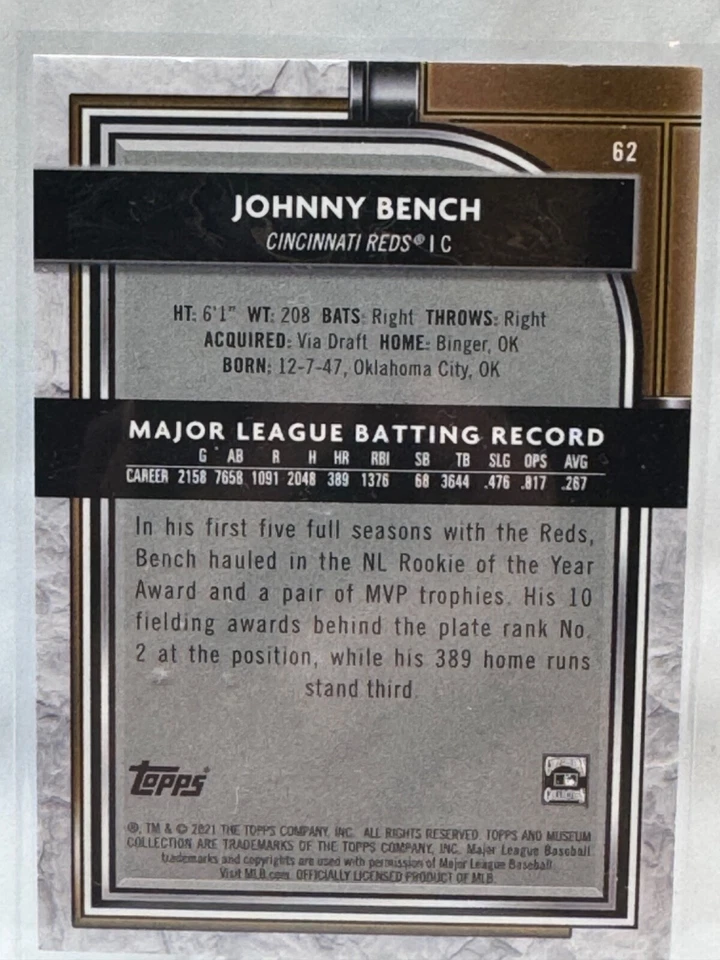 62
JOHNNY BENCH
CINCINNATI REDS® | C
HT: 6'1" WT: 208 BATS: Right THROWS: Right
ACQUIRED: Via Draft HOME: Binger, OK
BORN: 12-7-47, Oklahoma City, OK
MAJOR LEAGUE BATTING RECORD
G AB R H HR RBI SB TB SLG OPS AVG
CAREER 2158 7658 1091 2048 389 1376 68 3644 .476 .817 .267
In his first five full seasons with the Reds,
Bench hauled in the NL Rookie of the Year
Award and a pair of MVP trophies. His 10
fielding awards behind the plate rank No.
2 at the position, while his 389 home runs
stand third.
Topps®
®, TM & © 2021 THE TOPPS COMPANY, INC. ALL RIGHTS RESERVED. TOPPS AND MUSEUM
COLLECTION ARE TRADEMARKS OF THE TOPPS COMPANY, INC. Major League Baseball
trademarks and copyrights are used with permission of Major League Baseball.
Visit MLB.com. OFFICIALLY LICENSED PRODUCT OF MLB.